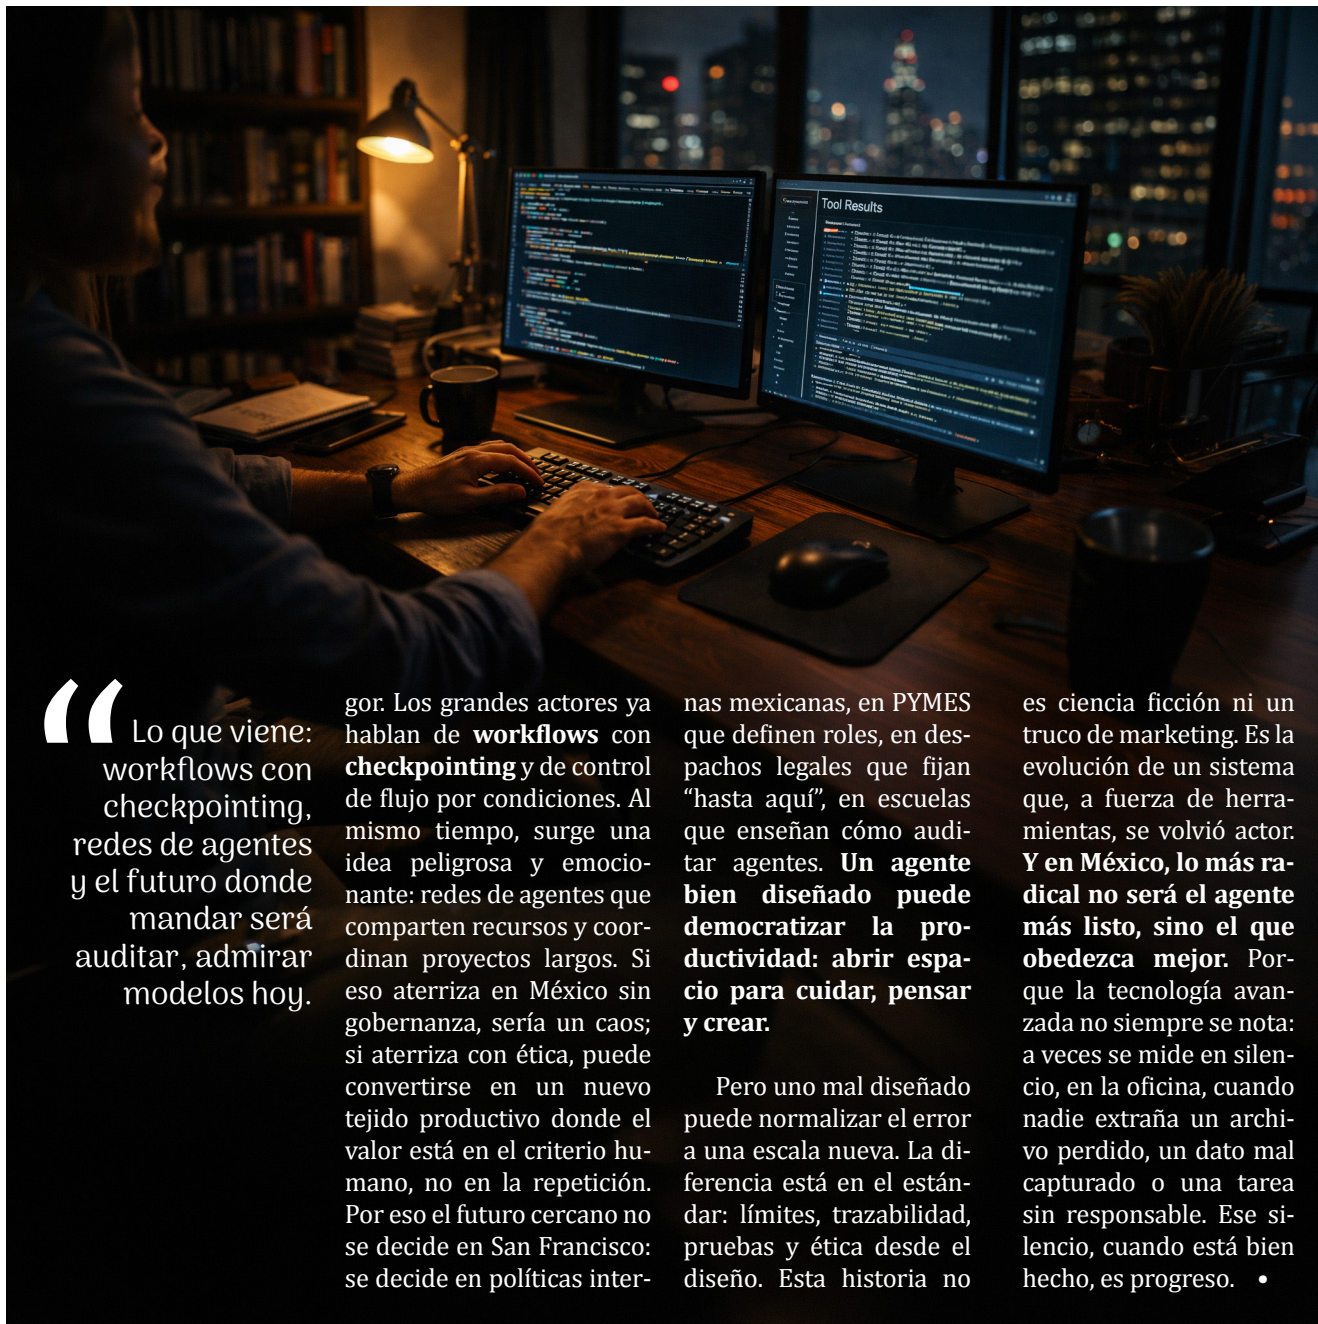 Tool Results
“
Lo que viene:
workflows con
checkpointing,
redes de agentes
y el futuro donde
mandar será
auditar, admirar
modelos hoy.
gor. Los grandes actores ya
hablan de workflows con
checkpointing y de control
de flujo por condiciones. Al
mismo tiempo, surge una
idea peligrosa y emocio-
nante: redes de agentes que
comparten recursos y coor-
dinan proyectos largos. Si
eso aterriza en México sin
gobernanza, sería un caos;
si aterriza con ética, puede
convertirse en un nuevo
tejido productivo donde el
valor está en el criterio hu-
mano, no en la repetición.
Por eso el futuro cercano no
se decide en San Francisco:
se decide en políticas inter-
nas mexicanas, en PYMES
que definen roles, en des-
pachos legales que fijan
“hasta aquí”, en escuelas
que enseñan cómo audi-
tar agentes. Un agente
bien diseñado puede
democratizar la pro-
ductividad: abrir espa-
cio para cuidar, pensar
y crear.
Pero uno mal diseñado
puede normalizar el error
a una escala nueva. La di-
ferencia está en el están-
dar: límites, trazabilidad,
pruebas y ética desde el
diseño. Esta historia no
es ciencia ficción ni un
truco de marketing. Es la
evolución de un sistema
que, a fuerza de herra-
mientas, se volvió actor.
Y en México, lo más ra-
dical no será el agente
más listo, sino el que
obedezca mejor. Por-
que la tecnología avan-
zada no siempre se nota:
a veces se mide en silen-
cio, en la oficina, cuando
nadie extraña un archi-
vo perdido, un dato mal
capturado o una tarea
sin responsable. Ese si-
lencio, cuando está bien
hecho, es progreso. •